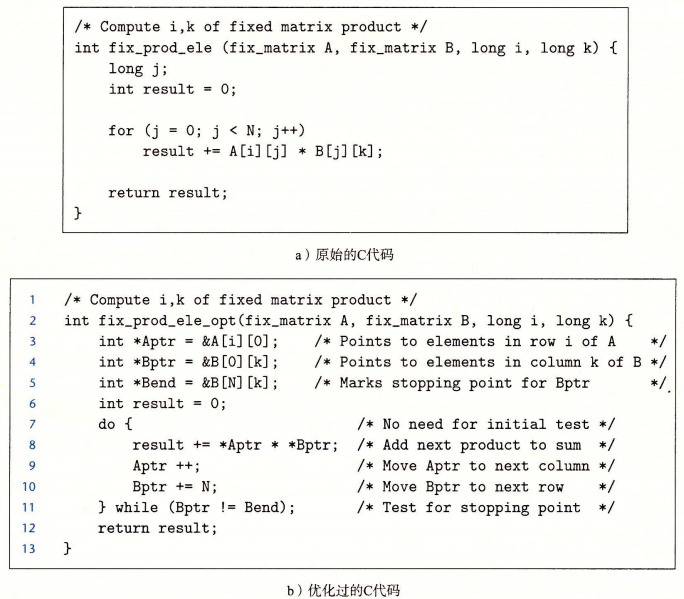 /* Compute i,k of fixed matrix product */
int fix_prod_ele (fix_matrix A, fix_matrix B, long i, long k) {
    long j;
    int result = 0;

    for (j = 0; j < N; j++)
        result += A[i][j] * B[j][k];

    return result;
}
a）原始的C代码
1    /* Compute i,k of fixed matrix product */
2    int fix_prod_ele_opt(fix_matrix A, fix_matrix B, long i, long k) {
3        int *Aptr = &A[i][0];    /* Points to elements in row i of A    */
4        int *Bptr = &B[0][k];    /* Points to elements in column k of B */
5        int *Bend = &B[N][k];    /* Marks stopping point for Bptr       */
6        int result = 0;
7        do {                         /* No need for initial test */
8            result += *Aptr * *Bptr;  /* Add next product to sum  */
9            Aptr ++;                  /* Move Aptr to next column */
10           Bptr += N;                /* Move Bptr to next row    */
11       } while (Bptr != Bend);       /* Test for stopping point  */
12       return result;
13   }
b）优化过的C代码